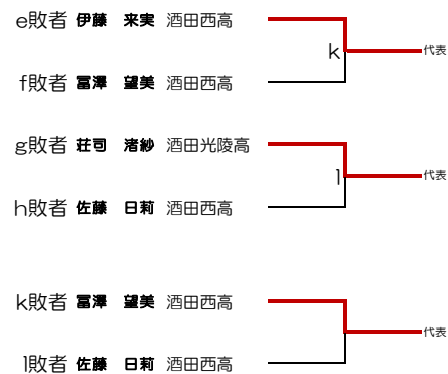 e敗者 伊藤 来実 酒田西高
k 代表
f敗者 冨澤 望美 酒田西高
g敗者 荘司 渚紗 酒田光陵高
l 代表
h敗者 佐藤 日莉 酒田西高
k敗者 冨澤 望美 酒田西高
代表
l敗者 佐藤 日莉 酒田西高